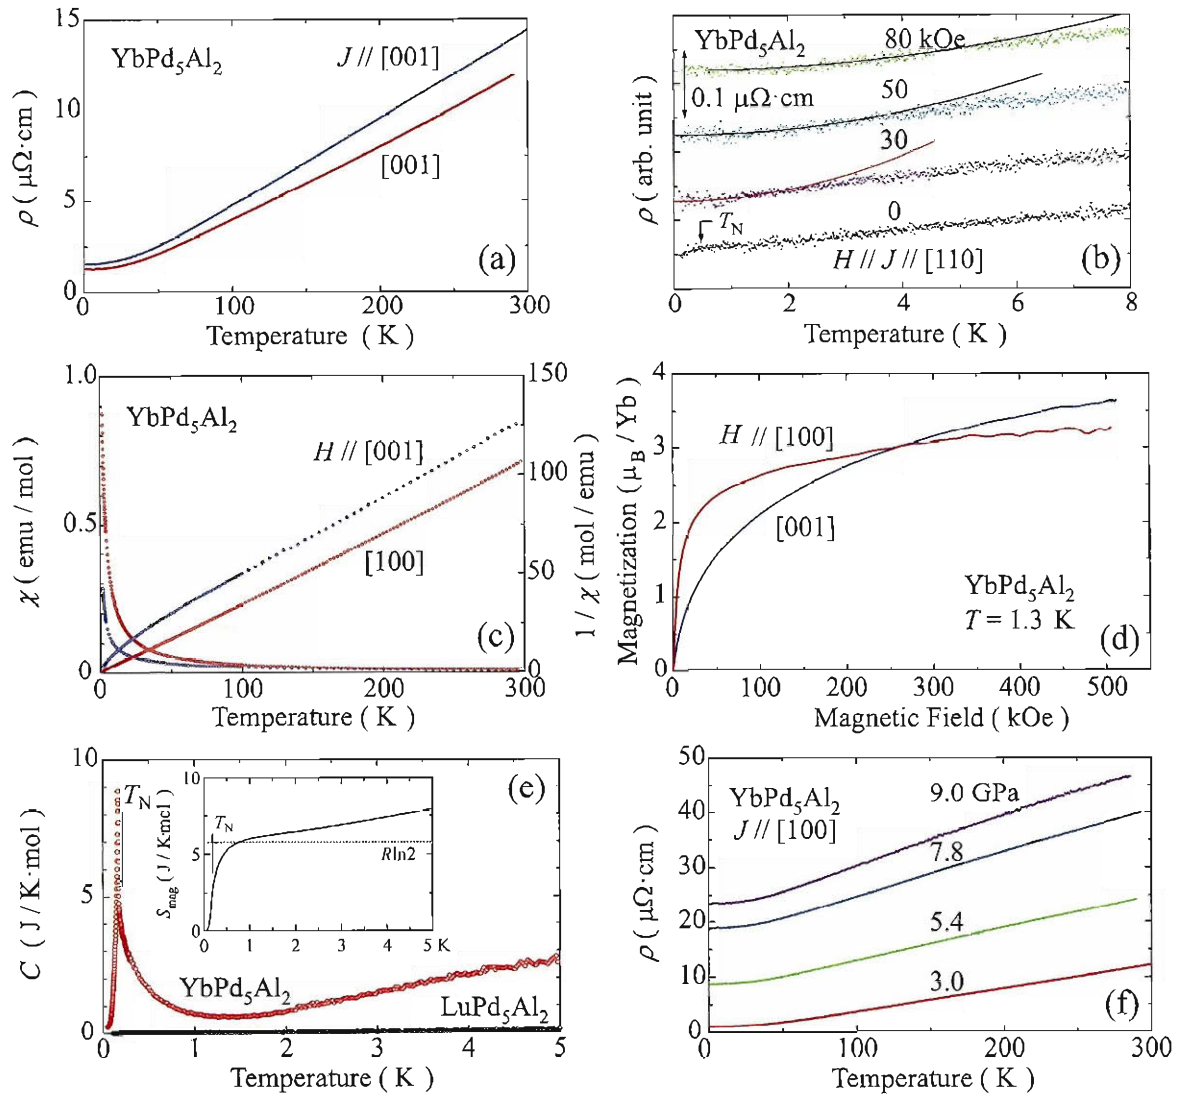 15
10
5
0
ρ ( μΩ·cm )
YbPd₅Al₂
J // [001]
[001]
(a)
0 100 200 300
Temperature ( K )
YbPd₅Al₂
80 kOe
0.1 μΩ·cm
50
30
0
T_N
H // J // [110]
(b)
ρ ( arb. unit )
0 2 4 6 8
Temperature ( K )
1.0
0.5
0
χ ( emu / mol )
YbPd₅Al₂
H // [001]
[100]
(c)
150
100
50
0
1 / χ ( mol / emu )
0 100 200 300
Temperature ( K )
4
3
2
1
0
Magnetization ( μ_B / Yb )
H // [100]
[001]
YbPd₅Al₂
T = 1.3 K
(d)
0 100 200 300 400 500
Magnetic Field ( kOe )
10
5
0
C ( J / K·mol )
T_N
(e)
10
5
0
S_mag ( J / K·mol )
T_N
Rln2
0 1 2 3 4 5 K
YbPd₅Al₂
LuPd₅Al₂
0 1 2 3 4 5
Temperature ( K )
50
40
30
20
10
0
ρ ( μΩ·cm )
YbPd₅Al₂
J // [100]
9.0 GPa
7.8
5.4
3.0
(f)
0 100 200 300
Temperature ( K )